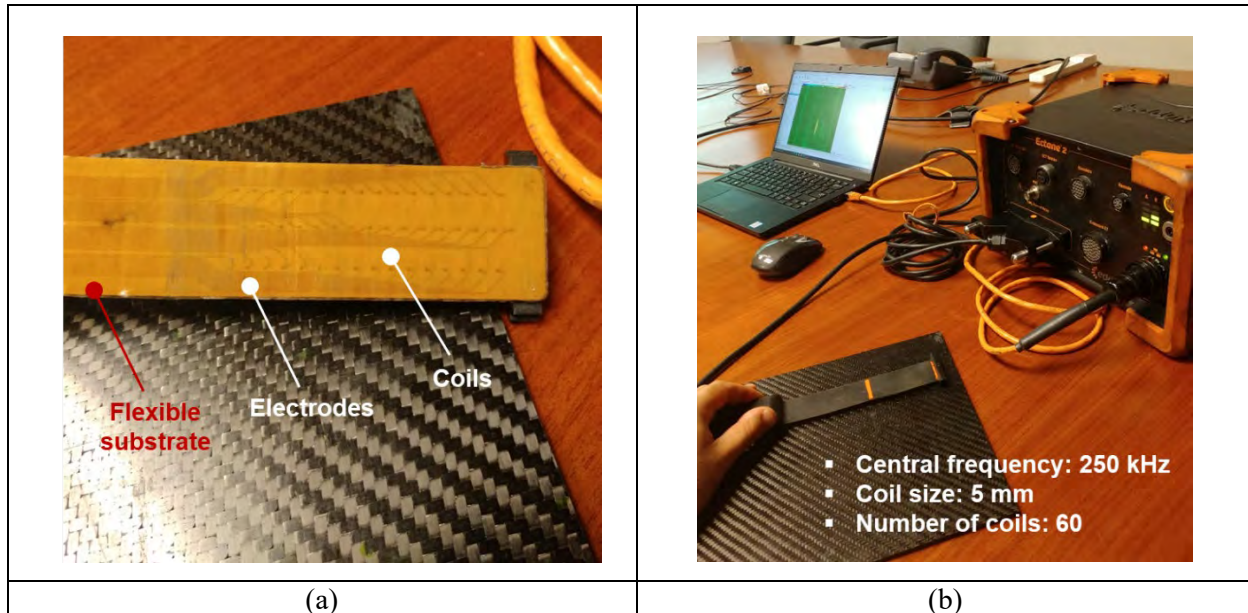 Flexible
substrate
Electrodes
Coils
(a)
Ectane 2
▪ Central frequency: 250 kHz
▪ Coil size: 5 mm
▪ Number of coils: 60
(b)